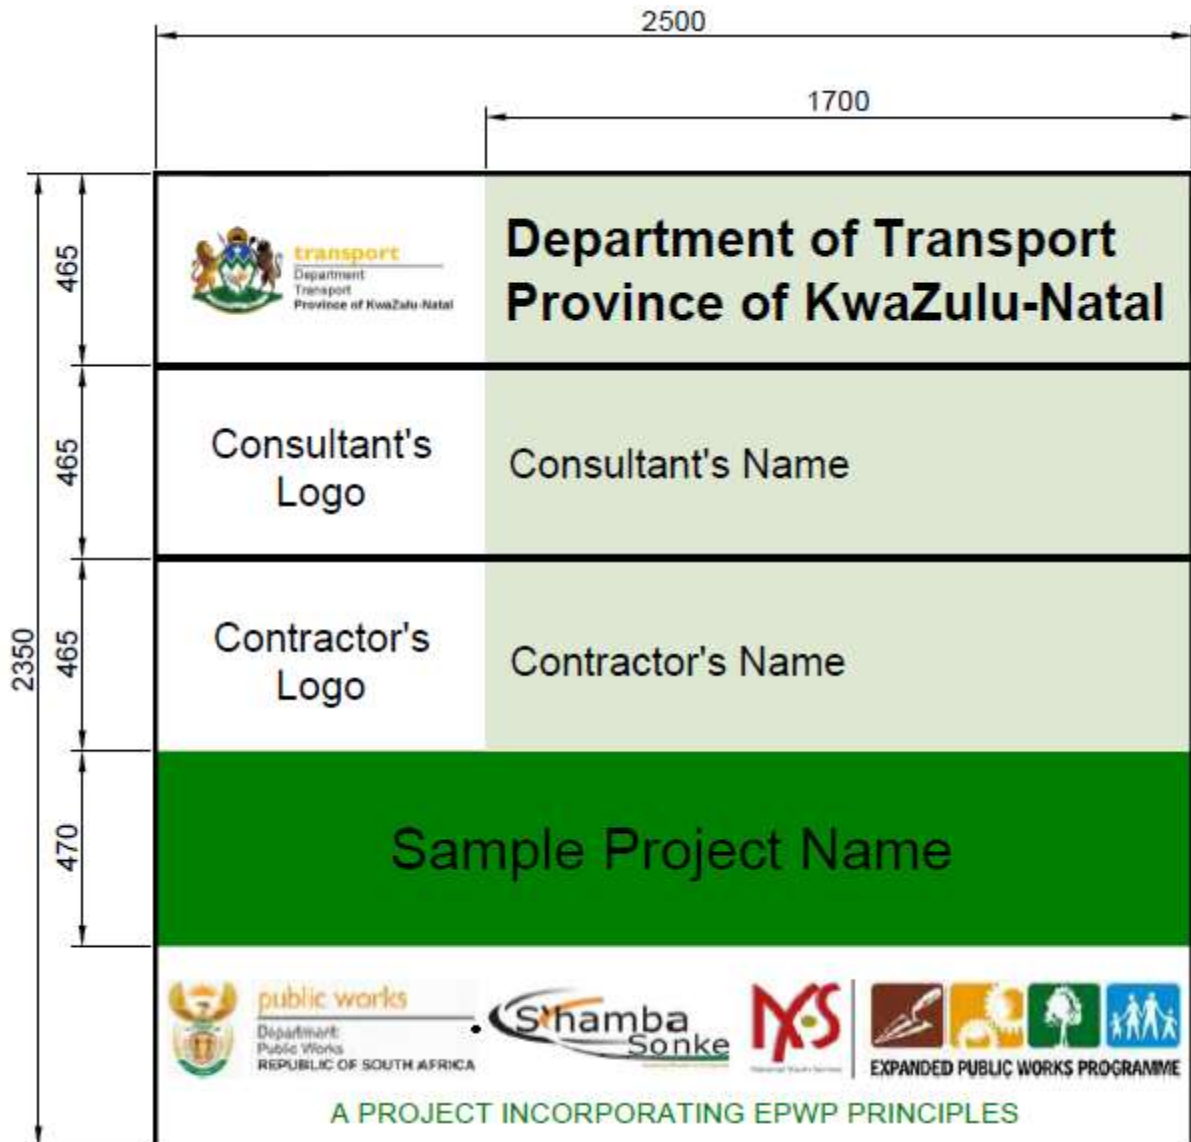 2500
1700
465
transport
Department
Transport
Province of KwaZulu-Natal
Department of Transport
Province of KwaZulu-Natal
465
Consultant's
Logo
Consultant's Name
2350
465
Contractor's
Logo
Contractor's Name
470
Sample Project Name
public works
Department:
Public Works
REPUBLIC OF SOUTH AFRICA
S'hamba
Sonke
NYS
EXPANDED PUBLIC WORKS PROGRAMME
A PROJECT INCORPORATING EPWP PRINCIPLES